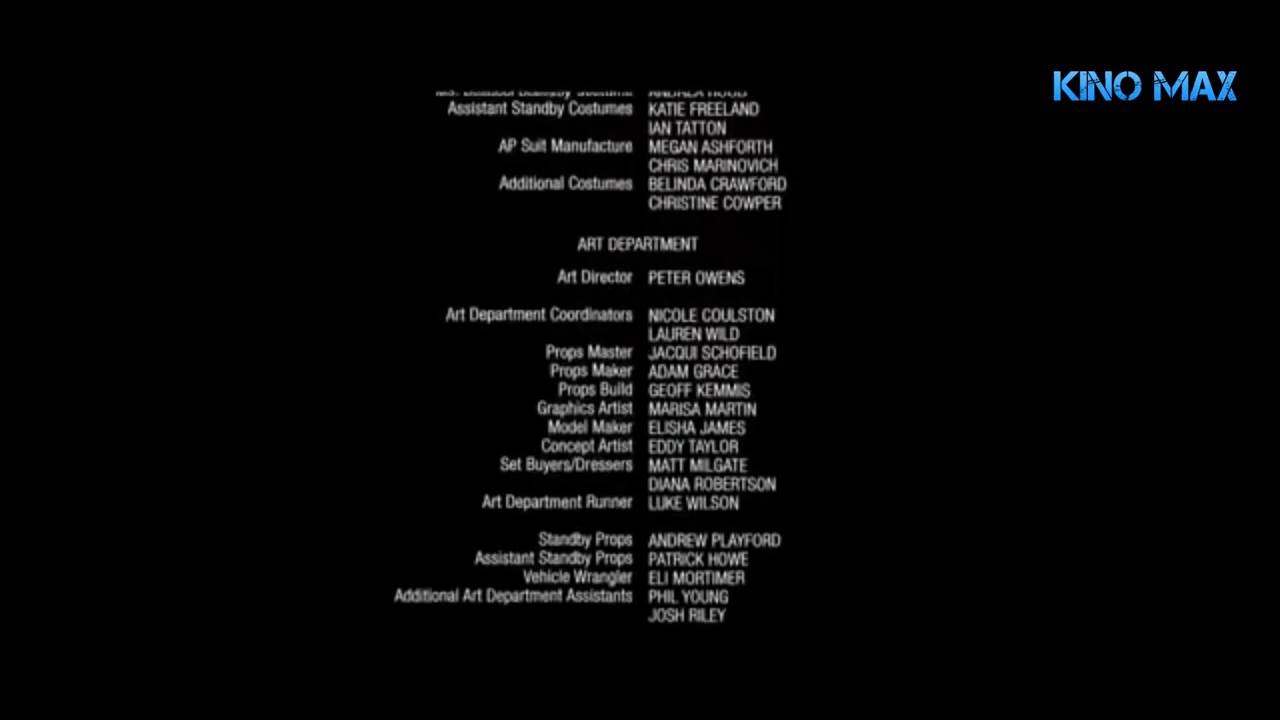 KINO MAX
Assistant Standby Costumes KATIE FREELAND
IAN TATTON
AP Suit Manufacture MEGAN ASHFORTH
CHRIS MARINOVICH
Additional Costumes BELINDA CRAWFORD
CHRISTINE COWPER
ART DEPARTMENT
Art Director PETER OWENS
Art Department Coordinators NICOLE COULSTON
LAUREN WILD
Props Master JACQUI SCHOFIELD
Props Maker ADAM GRACE
Props Build GEOFF KEMMIS
Graphics Artist MARISA MARTIN
Model Maker ELISHA JAMES
Concept Artist EDDY TAYLOR
Set Buyers/Dressers MATT MILGATE
DIANA ROBERTSON
Art Department Runner LUKE WILSON
Standby Props ANDREW PLAYFORD
Assistant Standby Props PATRICK HOWE
Vehicle Wrangler ELI MORTIMER
Additional Art Department Assistants PHIL YOUNG
JOSH RILEY